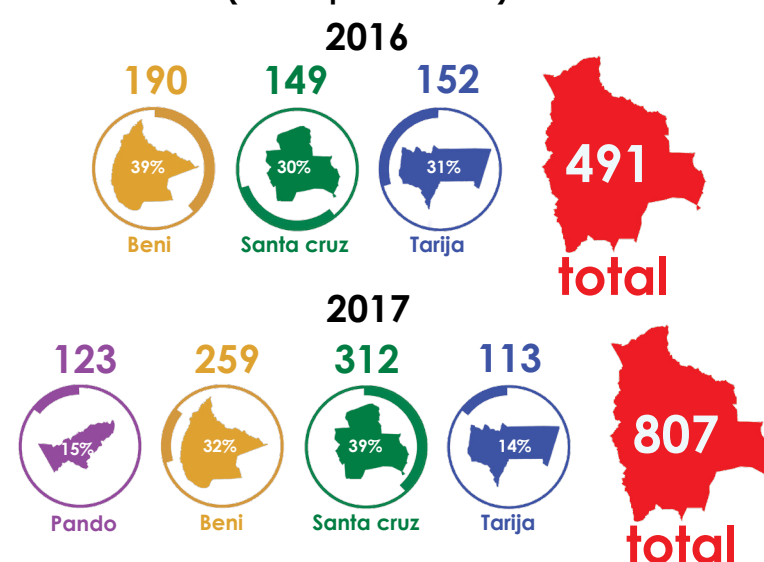 2016
190 149 152
39% 30% 31% 491
Beni Santa cruz Tarija
total
2017
123 259 312 113
15% 32% 39% 14% 807
Pando Beni Santa cruz Tarija
total